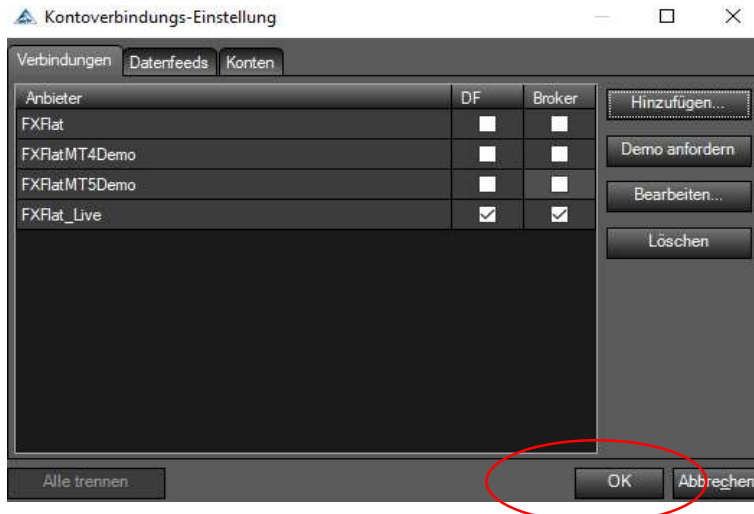 Kontoverbindungs-Einstellung
Verbindungen Datenfeeds Konten
Anbieter DF Broker
FXFlat
FXFlatMT4Demo
FXFlatMT5Demo
FXFlat_Live
Hinzufügen...
Demo anfordern
Bearbeiten...
Löschen
Alle trennen OK Abbrechen